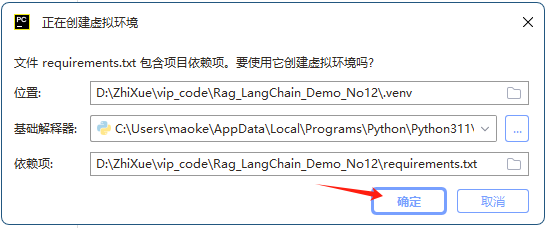 PC
正在创建虚拟环境
文件 requirements.txt 包含项目依赖项。要使用它创建虚拟环境吗?
位置: D:\ZhiXue\vip_code\Rag_LangChain_Demo_No12\.venv
基础解释器: C:\Users\maoke\AppData\Local\Programs\Python\Python311\ ...
依赖项: D:\ZhiXue\vip_code\Rag_LangChain_Demo_No12\requirements.txt
确定 取消